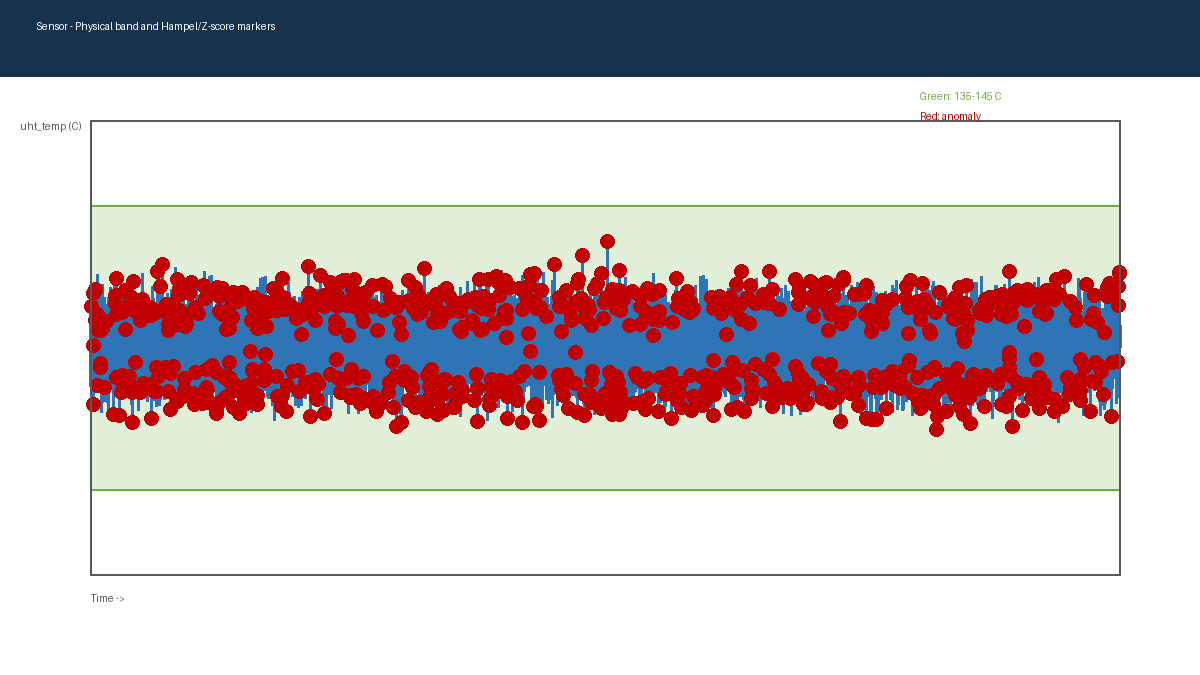 Sensor - Physical band and Hampel/Z-score markers
Green: 135-145 C
Red: anomaly
uht_temp (C)
Time ->